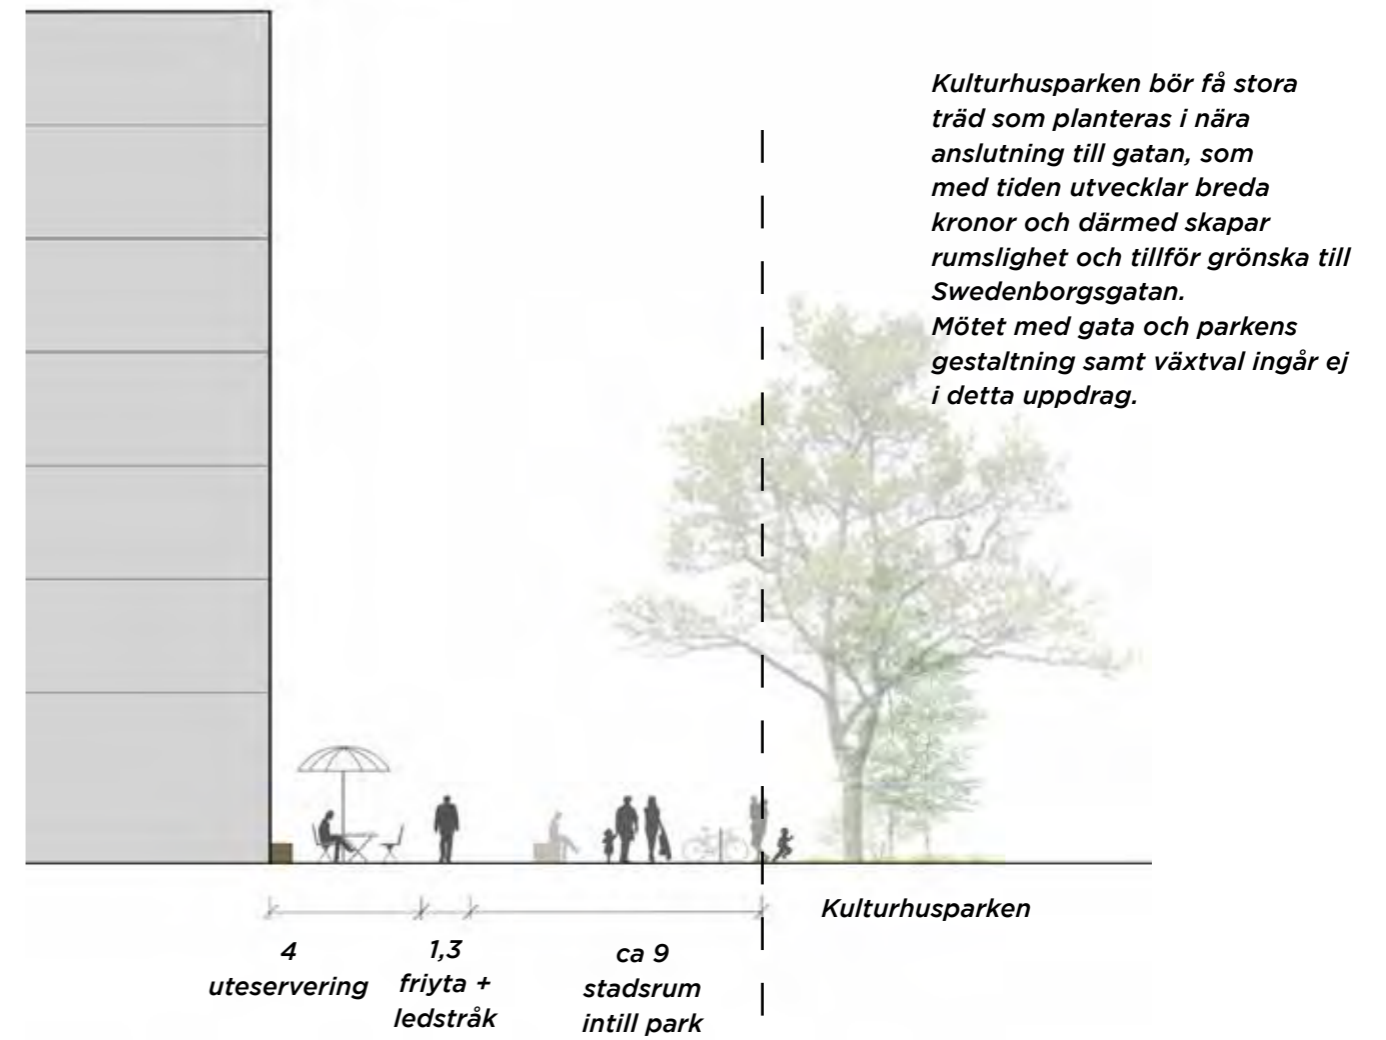 Kulturhusparken bör få stora
träd som planteras i nära
anslutning till gatan, som
med tiden utvecklar breda
kronor och därmed skapar
rumslighet och tillför grönska till
Swedenborgsgatan.
Mötet med gata och parkens
gestaltning samt växtval ingår ej
i detta uppdrag.
Kulturhusparken
4
uteservering
1,3
friyta +
ledstråk
ca 9
stadsrum
intill park